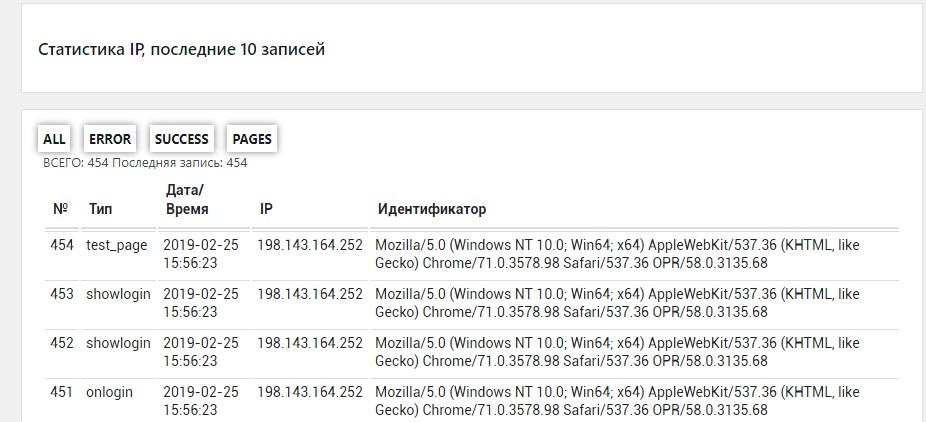 Статистика IP, последние 10 записей
ALL ERROR SUCCESS PAGES
ВСЕГО: 454 Последняя запись: 454
№ Тип Дата/ Время IP Идентификатор
454 test_page 2019-02-25 15:56:23 198.143.164.252 Mozilla/5.0 (Windows NT 10.0; Win64; x64) AppleWebKit/537.36 (KHTML, like
Gecko) Chrome/71.0.3578.98 Safari/537.36 OPR/58.0.3135.68
453 showlogin 2019-02-25 15:56:23 198.143.164.252 Mozilla/5.0 (Windows NT 10.0; Win64; x64) AppleWebKit/537.36 (KHTML, like
Gecko) Chrome/71.0.3578.98 Safari/537.36 OPR/58.0.3135.68
452 showlogin 2019-02-25 15:56:23 198.143.164.252 Mozilla/5.0 (Windows NT 10.0; Win64; x64) AppleWebKit/537.36 (KHTML, like
Gecko) Chrome/71.0.3578.98 Safari/537.36 OPR/58.0.3135.68
451 onlogin 2019-02-25 15:56:23 198.143.164.252 Mozilla/5.0 (Windows NT 10.0; Win64; x64) AppleWebKit/537.36 (KHTML, like
Gecko) Chrome/71.0.3578.98 Safari/537.36 OPR/58.0.3135.68